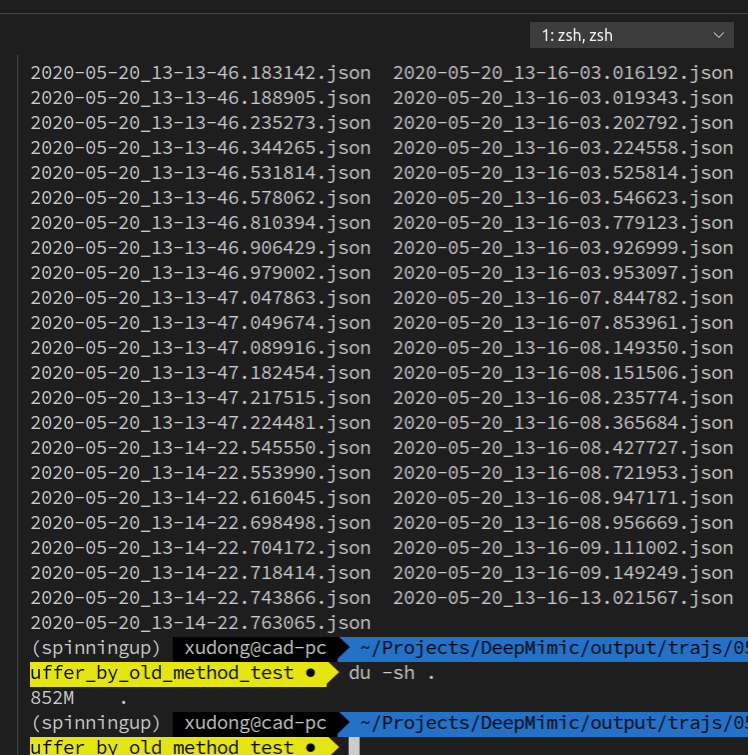 1: zsh, zsh
2020-05-20_13-13-46.183142.json 2020-05-20_13-16-03.016192.json
2020-05-20_13-13-46.188905.json 2020-05-20_13-16-03.019343.json
2020-05-20_13-13-46.235273.json 2020-05-20_13-16-03.202792.json
2020-05-20_13-13-46.344265.json 2020-05-20_13-16-03.224558.json
2020-05-20_13-13-46.531814.json 2020-05-20_13-16-03.525814.json
2020-05-20_13-13-46.578062.json 2020-05-20_13-16-03.546623.json
2020-05-20_13-13-46.810394.json 2020-05-20_13-16-03.779123.json
2020-05-20_13-13-46.906429.json 2020-05-20_13-16-03.926999.json
2020-05-20_13-13-46.979002.json 2020-05-20_13-16-03.953097.json
2020-05-20_13-13-47.047863.json 2020-05-20_13-16-07.844782.json
2020-05-20_13-13-47.049674.json 2020-05-20_13-16-07.853961.json
2020-05-20_13-13-47.089916.json 2020-05-20_13-16-08.149350.json
2020-05-20_13-13-47.182454.json 2020-05-20_13-16-08.151506.json
2020-05-20_13-13-47.217515.json 2020-05-20_13-16-08.235774.json
2020-05-20_13-13-47.224481.json 2020-05-20_13-16-08.365684.json
2020-05-20_13-14-22.545550.json 2020-05-20_13-16-08.427727.json
2020-05-20_13-14-22.553990.json 2020-05-20_13-16-08.721953.json
2020-05-20_13-14-22.616045.json 2020-05-20_13-16-08.947171.json
2020-05-20_13-14-22.698498.json 2020-05-20_13-16-08.956669.json
2020-05-20_13-14-22.704172.json 2020-05-20_13-16-09.111002.json
2020-05-20_13-14-22.718414.json 2020-05-20_13-16-09.149249.json
2020-05-20_13-14-22.743866.json 2020-05-20_13-16-13.021567.json
2020-05-20_13-14-22.763065.json
(spinningup) xudong@cad-pc ~/Projects/DeepMimic/output/trajs/05
uffer_by_old_method_test ● du -sh .
852M .
(spinningup) xudong@cad-pc ~/Projects/DeepMimic/output/trajs/05
uffer_by_old_method_test ●